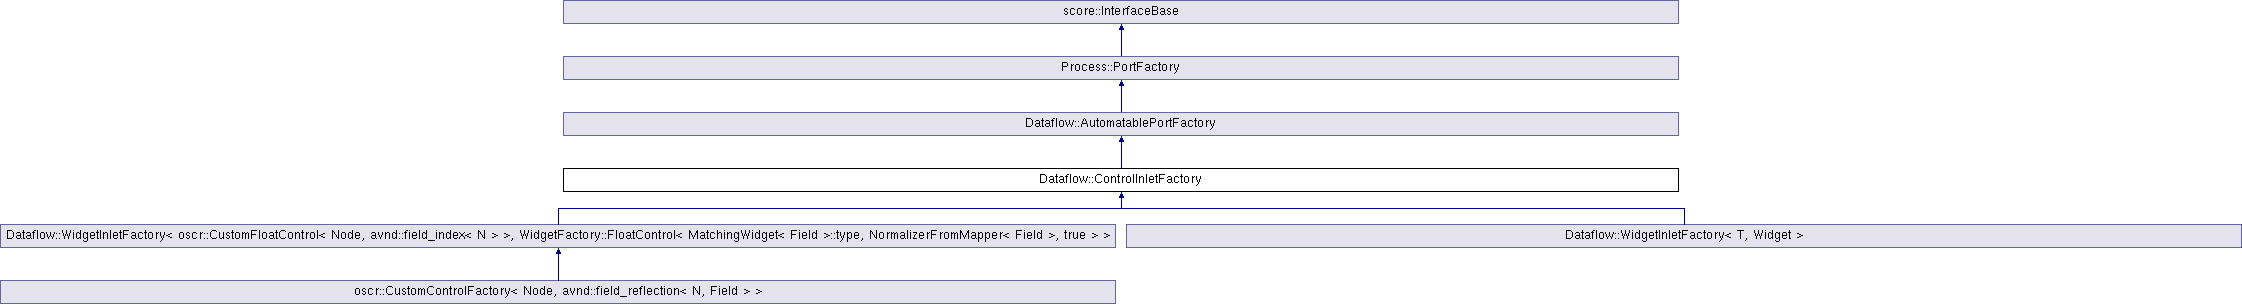 score::InterfaceBase
Process::PortFactory
Dataflow::AutomatablePortFactory
Dataflow::ControlInletFactory
Dataflow::WidgetInletFactory< oscr::CustomFloatControl< Node, avnd::field_index< N > >, WidgetFactory::FloatControl< MatchingWidget< Field >::type, NormalizerFromMapper< Field >, true > >
Dataflow::WidgetInletFactory< T, Widget >
oscr::CustomControlFactory< Node, avnd::field_reflection< N, Field > >